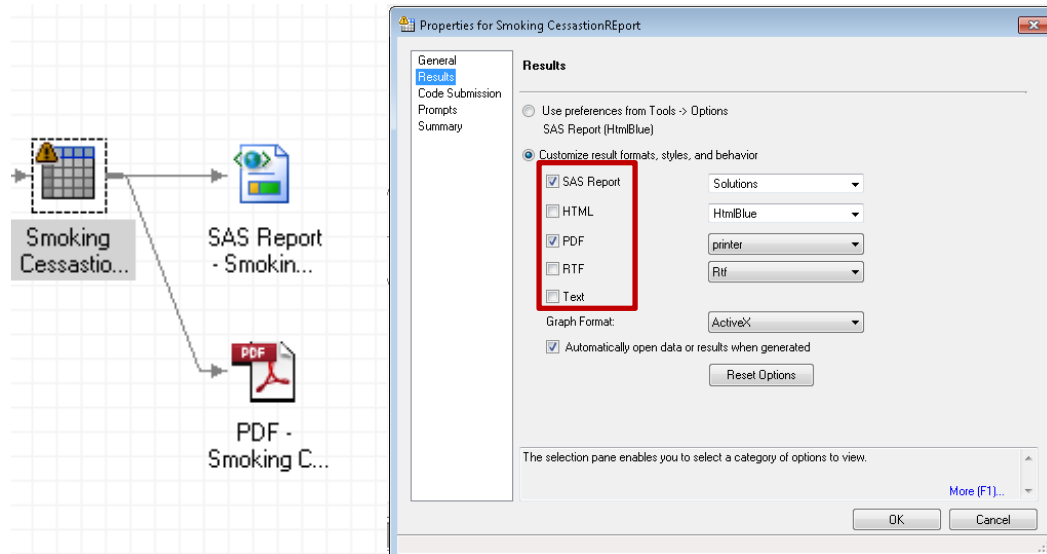 Smoking
Cessastio...
SAS Report
- Smokin...
PDF
PDF -
Smoking C...
Properties for Smoking CessastionREport
General
Results
Code Submission
Prompts
Summary
Results
Use preferences from Tools -> Options
SAS Report (HtmlBlue)
Customize result formats, styles, and behavior
SAS Report Solutions
HTML HtmlBlue
PDF printer
RTF Rtf
Text
Graph Format: ActiveX
Automatically open data or results when generated
Reset Options
The selection pane enables you to select a category of options to view.
More (F1)...
OK Cancel